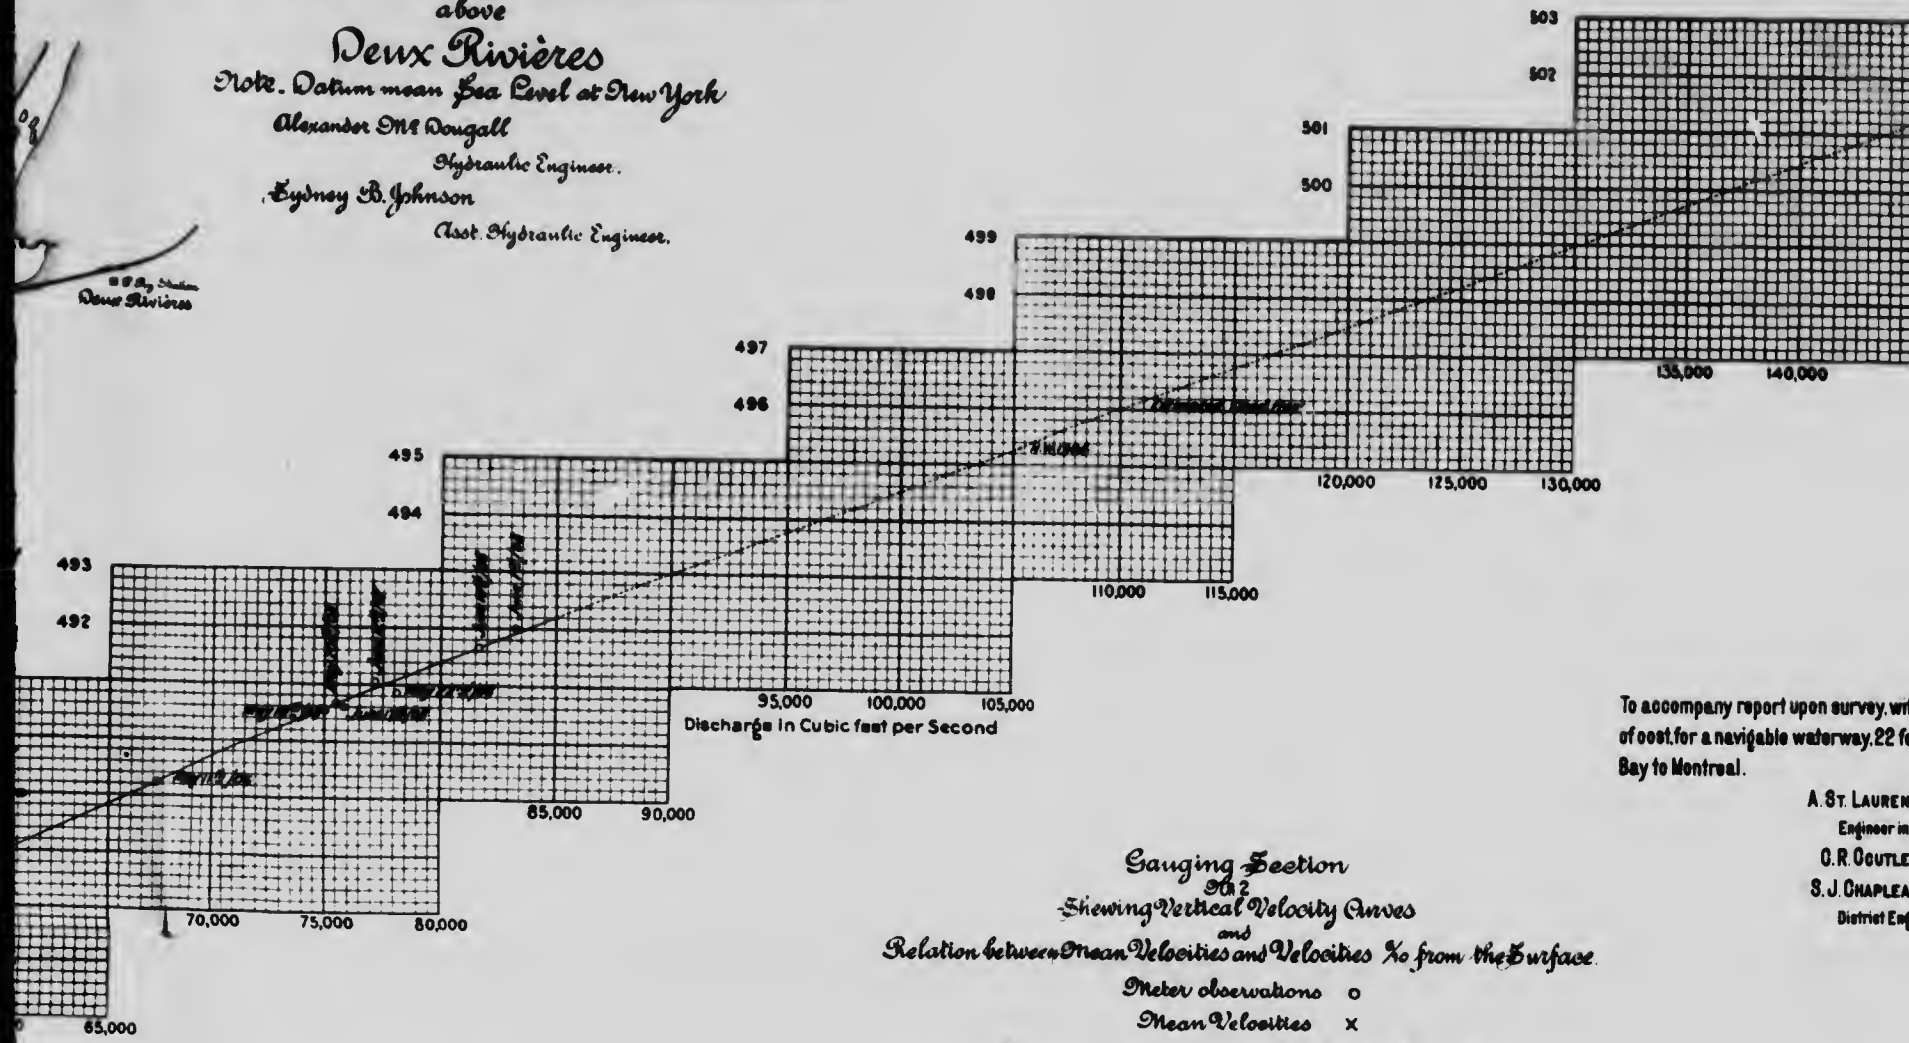 above
Deux Rivières
Note. Datum mean Sea Level at New York
Alexander Mc Dougall
Hydraulic Engineer.
Sydney B. Johnson
Asst. Hydraulic Engineer.
Ry Station
Deux Rivières
503
502
501
500
499
498
497
496
495
494
493
492
135,000
140,000
120,000
125,000
130,000
110,000
115,000
95,000
100,000
105,000
Discharge in Cubic feet per Second
85,000
90,000
70,000
75,000
80,000
65,000
To accompany report upon survey, wi
of cost, for a navigable waterway, 22 f
Bay to Montreal.
A. ST. LAUREN
Engineer in
C. R. COUTLE
S. J. CHAPLEA
District Eng
Gauging Section
No 2
Shewing Vertical Velocity Curves
and
Relation between Mean Velocities and Velocities from the Surface.
Meter observations o
Mean Velocities x